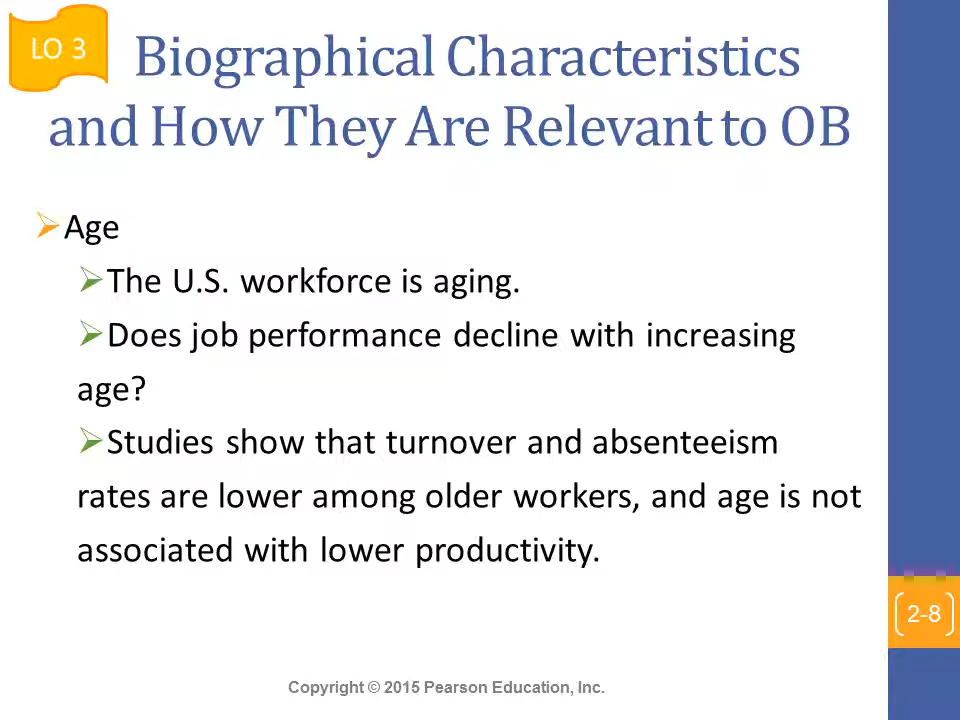 LO 3
Biographical Characteristics
and How They Are Relevant to OB
Age
The U.S. workforce is aging.
Does job performance decline with increasing
age?
Studies show that turnover and absenteeism
rates are lower among older workers, and age is not
associated with lower productivity.
2-8
Copyright © 2015 Pearson Education, Inc.